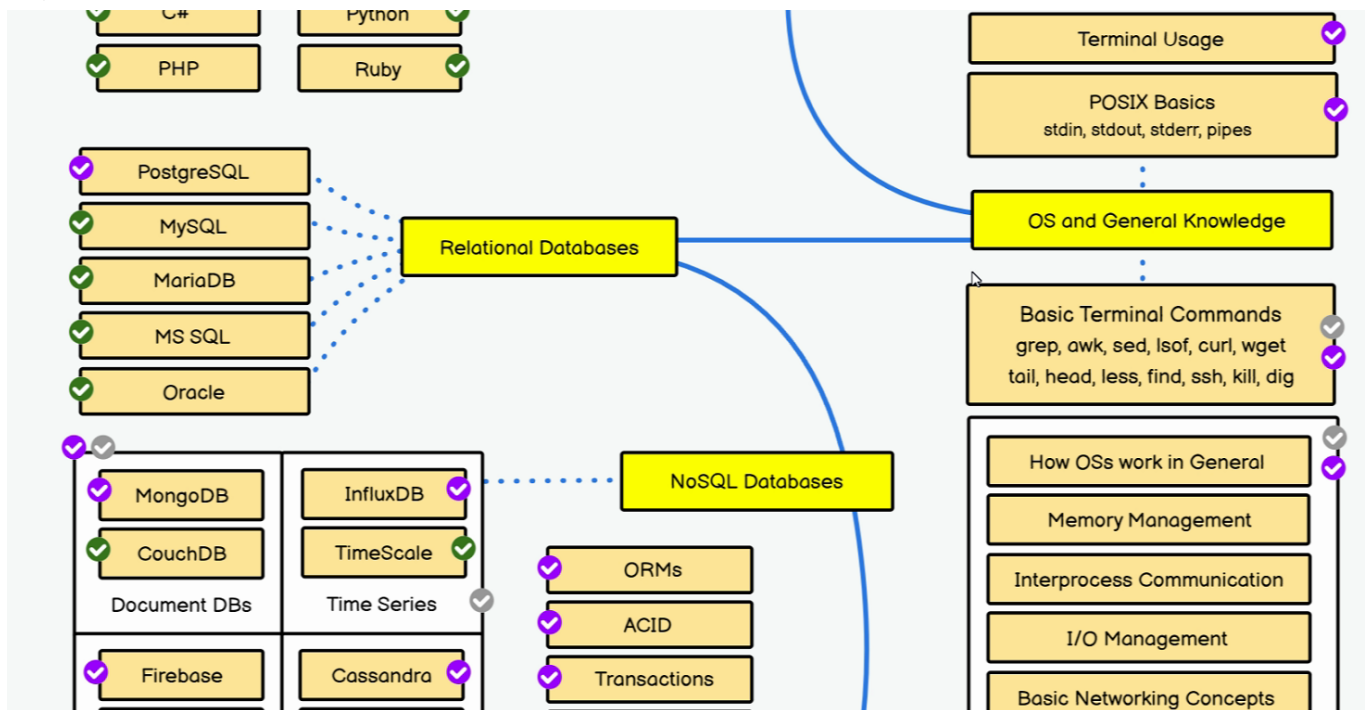 C#
Python
PHP
Ruby
PostgreSQL
MySQL
MariaDB
MS SQL
Oracle
Relational Databases
Terminal Usage
POSIX Basics
stdin, stdout, stderr, pipes
OS and General Knowledge
Basic Terminal Commands
grep, awk, sed, lsof, curl, wget
tail, head, less, find, ssh, kill, dig
How OSs work in General
Memory Management
Interprocess Communication
I/O Management
Basic Networking Concepts
NoSQL Databases
MongoDB
InfluxDB
CouchDB
TimeScale
Document DBs
Time Series
Firebase
Cassandra
ORMs
ACID
Transactions